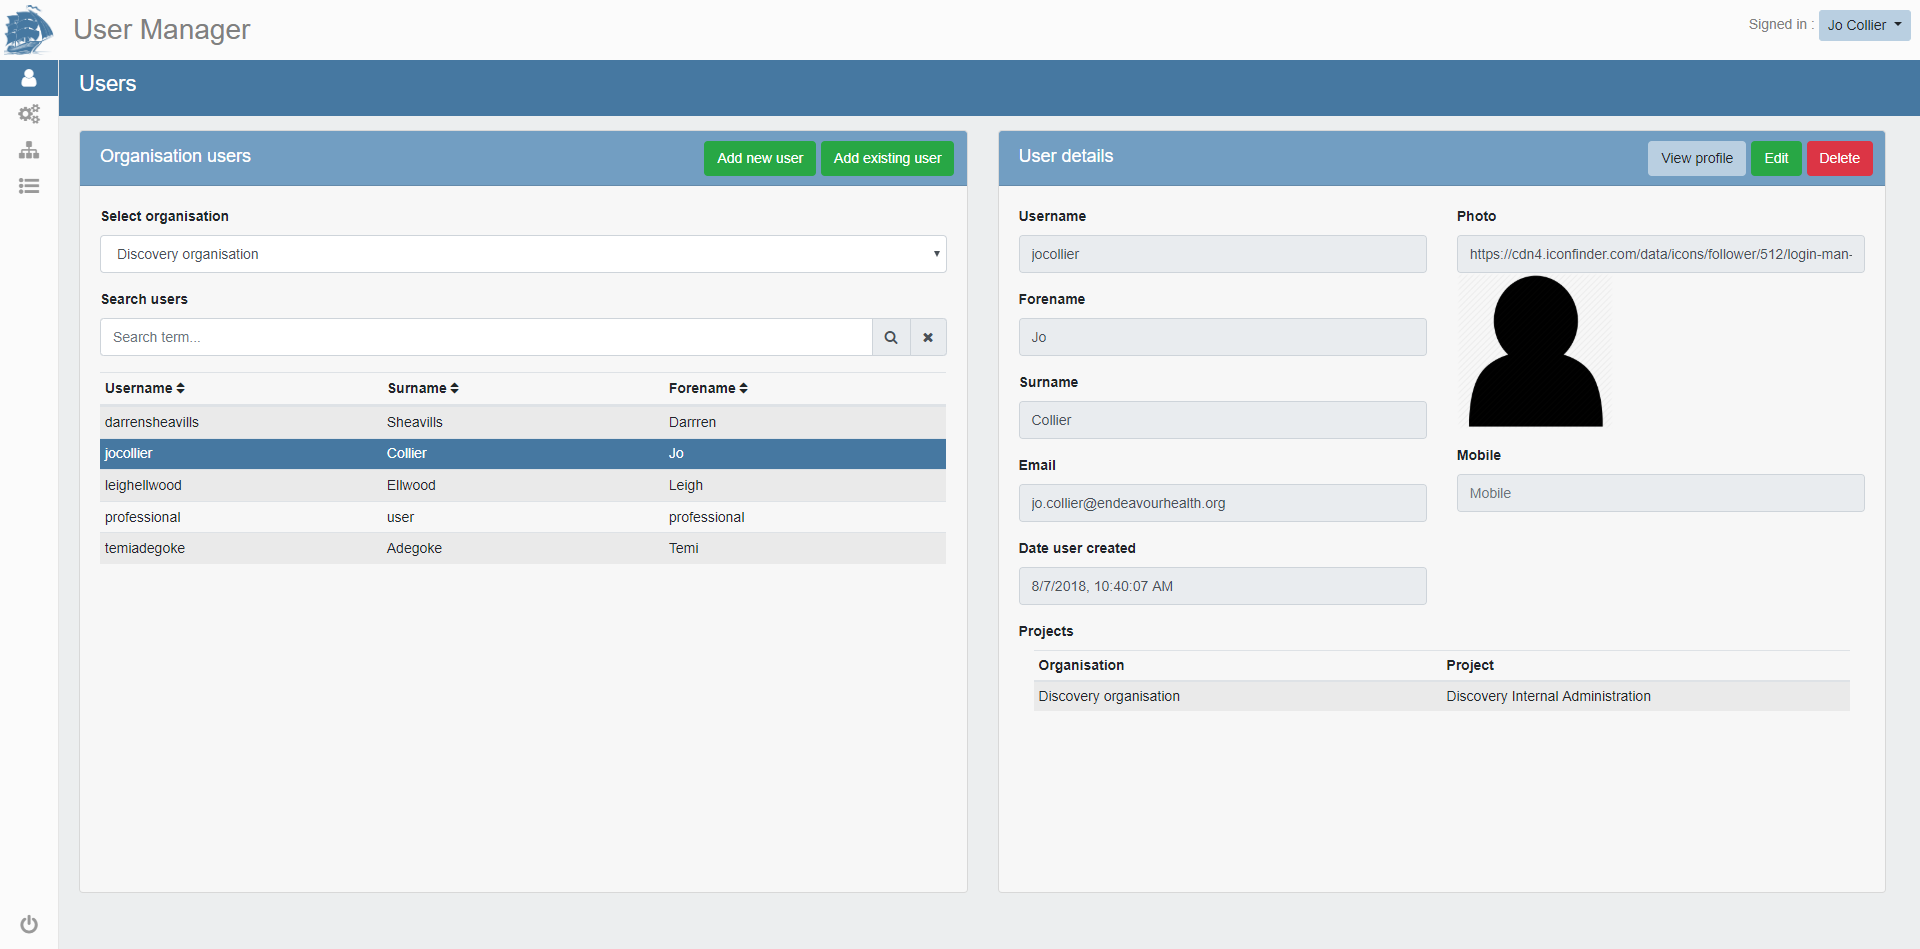 User Manager
Signed in : Jo Collier
Users
Organisation users
Add new user
Add existing user
Select organisation
Discovery organisation
Search users
Search term...
Username Surname Forename
darrensheavills Sheavills Darrren
jocollier Collier Jo
leighellwood Ellwood Leigh
professional user professional
temiadegoke Adegoke Temi
User details
View profile
Edit
Delete
Username
jocollier
Forename
Jo
Surname
Collier
Email
jo.collier@endeavourhealth.org
Date user created
8/7/2018, 10:40:07 AM
Photo
https://cdn4.iconfinder.com/data/icons/follower/512/login-man-
Mobile
Mobile
Projects
Organisation Project
Discovery organisation Discovery Internal Administration